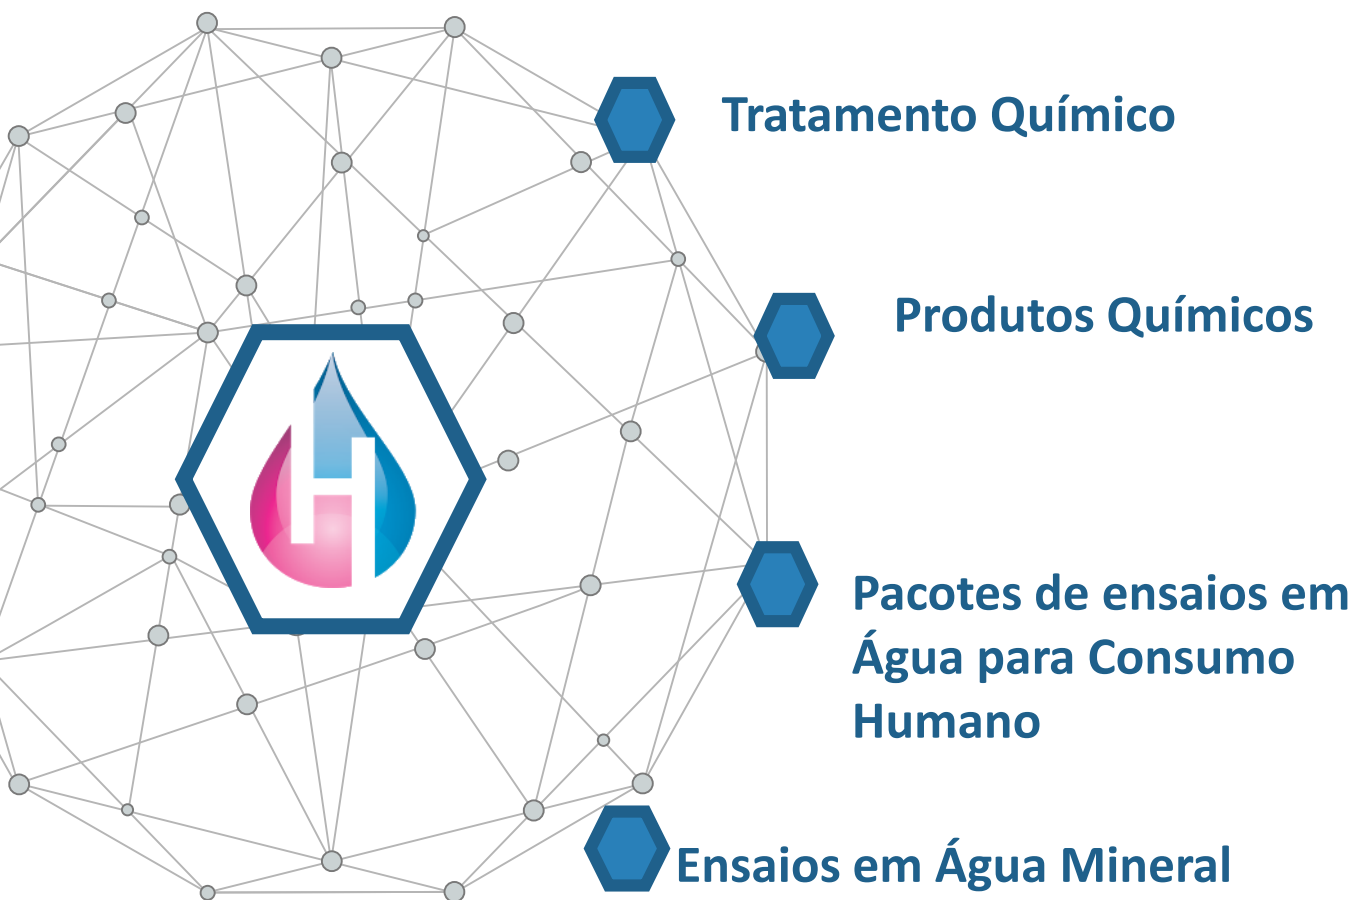 Tratamento Químico
Produtos Químicos
Pacotes de ensaios em
Água para Consumo
Humano
Ensaios em Água Mineral
H